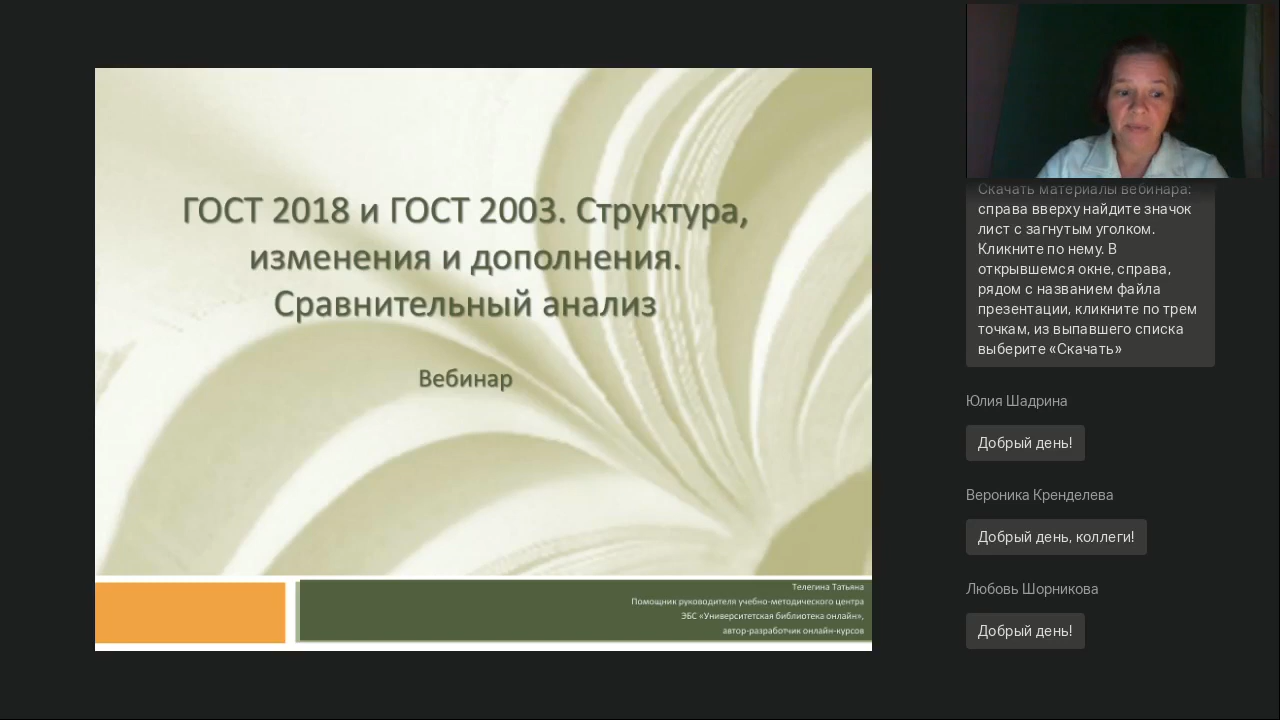 ГОСТ 2018 и ГОСТ 2003. Структура,
изменения и дополнения.
Сравнительный анализ
Вебинар
Телегина Татьяна
Помощник руководителя учебно-методического центра
ЭБС «Университетская библиотека онлайн»,
автор-разработчик онлайн-курсов
Скачать материалы вебинара:
справа вверху найдите значок
лист с загнутым уголком.
Кликните по нему. В
открывшемся окне, справа,
рядом с названием файла
презентации, кликните по трем
точкам, из выпавшего списка
выберите «Скачать»
Юлия Шадрина
Добрый день!
Вероника Кренделева
Добрый день, коллеги!
Любовь Шорникова
Добрый день!